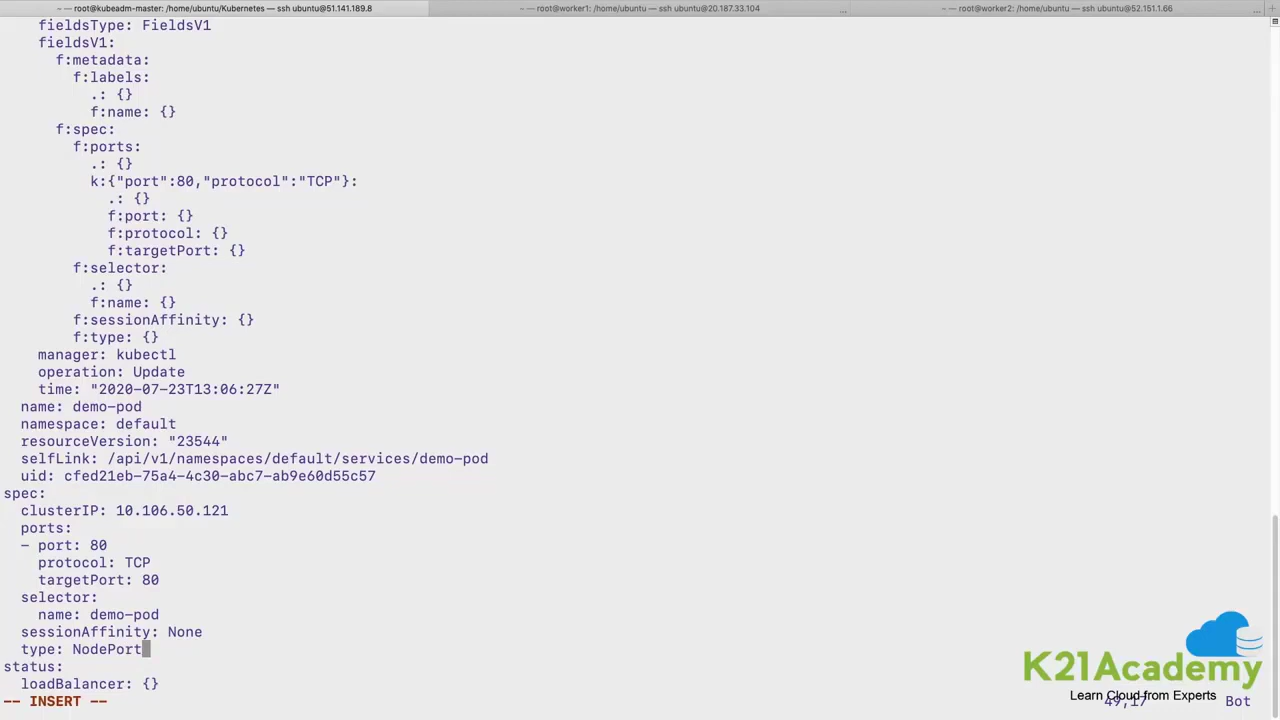 — root@kubeadm-master: /home/ubuntu/Kubernetes — ssh ubuntu@51.141.189.8
— root@worker1: /home/ubuntu — ssh ubuntu@20.187.33.104
...
— root@worker2: /home/ubuntu — ssh ubuntu@52.151.1.66
...
+
fieldsType: FieldsV1
fieldsV1:
f:metadata:
f:labels:
.: {}
f:name: {}
f:spec:
f:ports:
.: {}
k:{"port":80,"protocol":"TCP"}:
.: {}
f:port: {}
f:protocol: {}
f:targetPort: {}
f:selector:
.: {}
f:name: {}
f:sessionAffinity: {}
f:type: {}
manager: kubectl
operation: Update
time: "2020-07-23T13:06:27Z"
name: demo-pod
namespace: default
resourceVersion: "23544"
selfLink: /api/v1/namespaces/default/services/demo-pod
uid: cfed21eb-75a4-4c30-abc7-ab9e60d55c57
spec:
clusterIP: 10.106.50.121
ports:
- port: 80
protocol: TCP
targetPort: 80
selector:
name: demo-pod
sessionAffinity: None
type: NodePort
status:
loadBalancer: {}
-- INSERT --
49,17
Bot
K21Academy
Learn Cloud from Experts